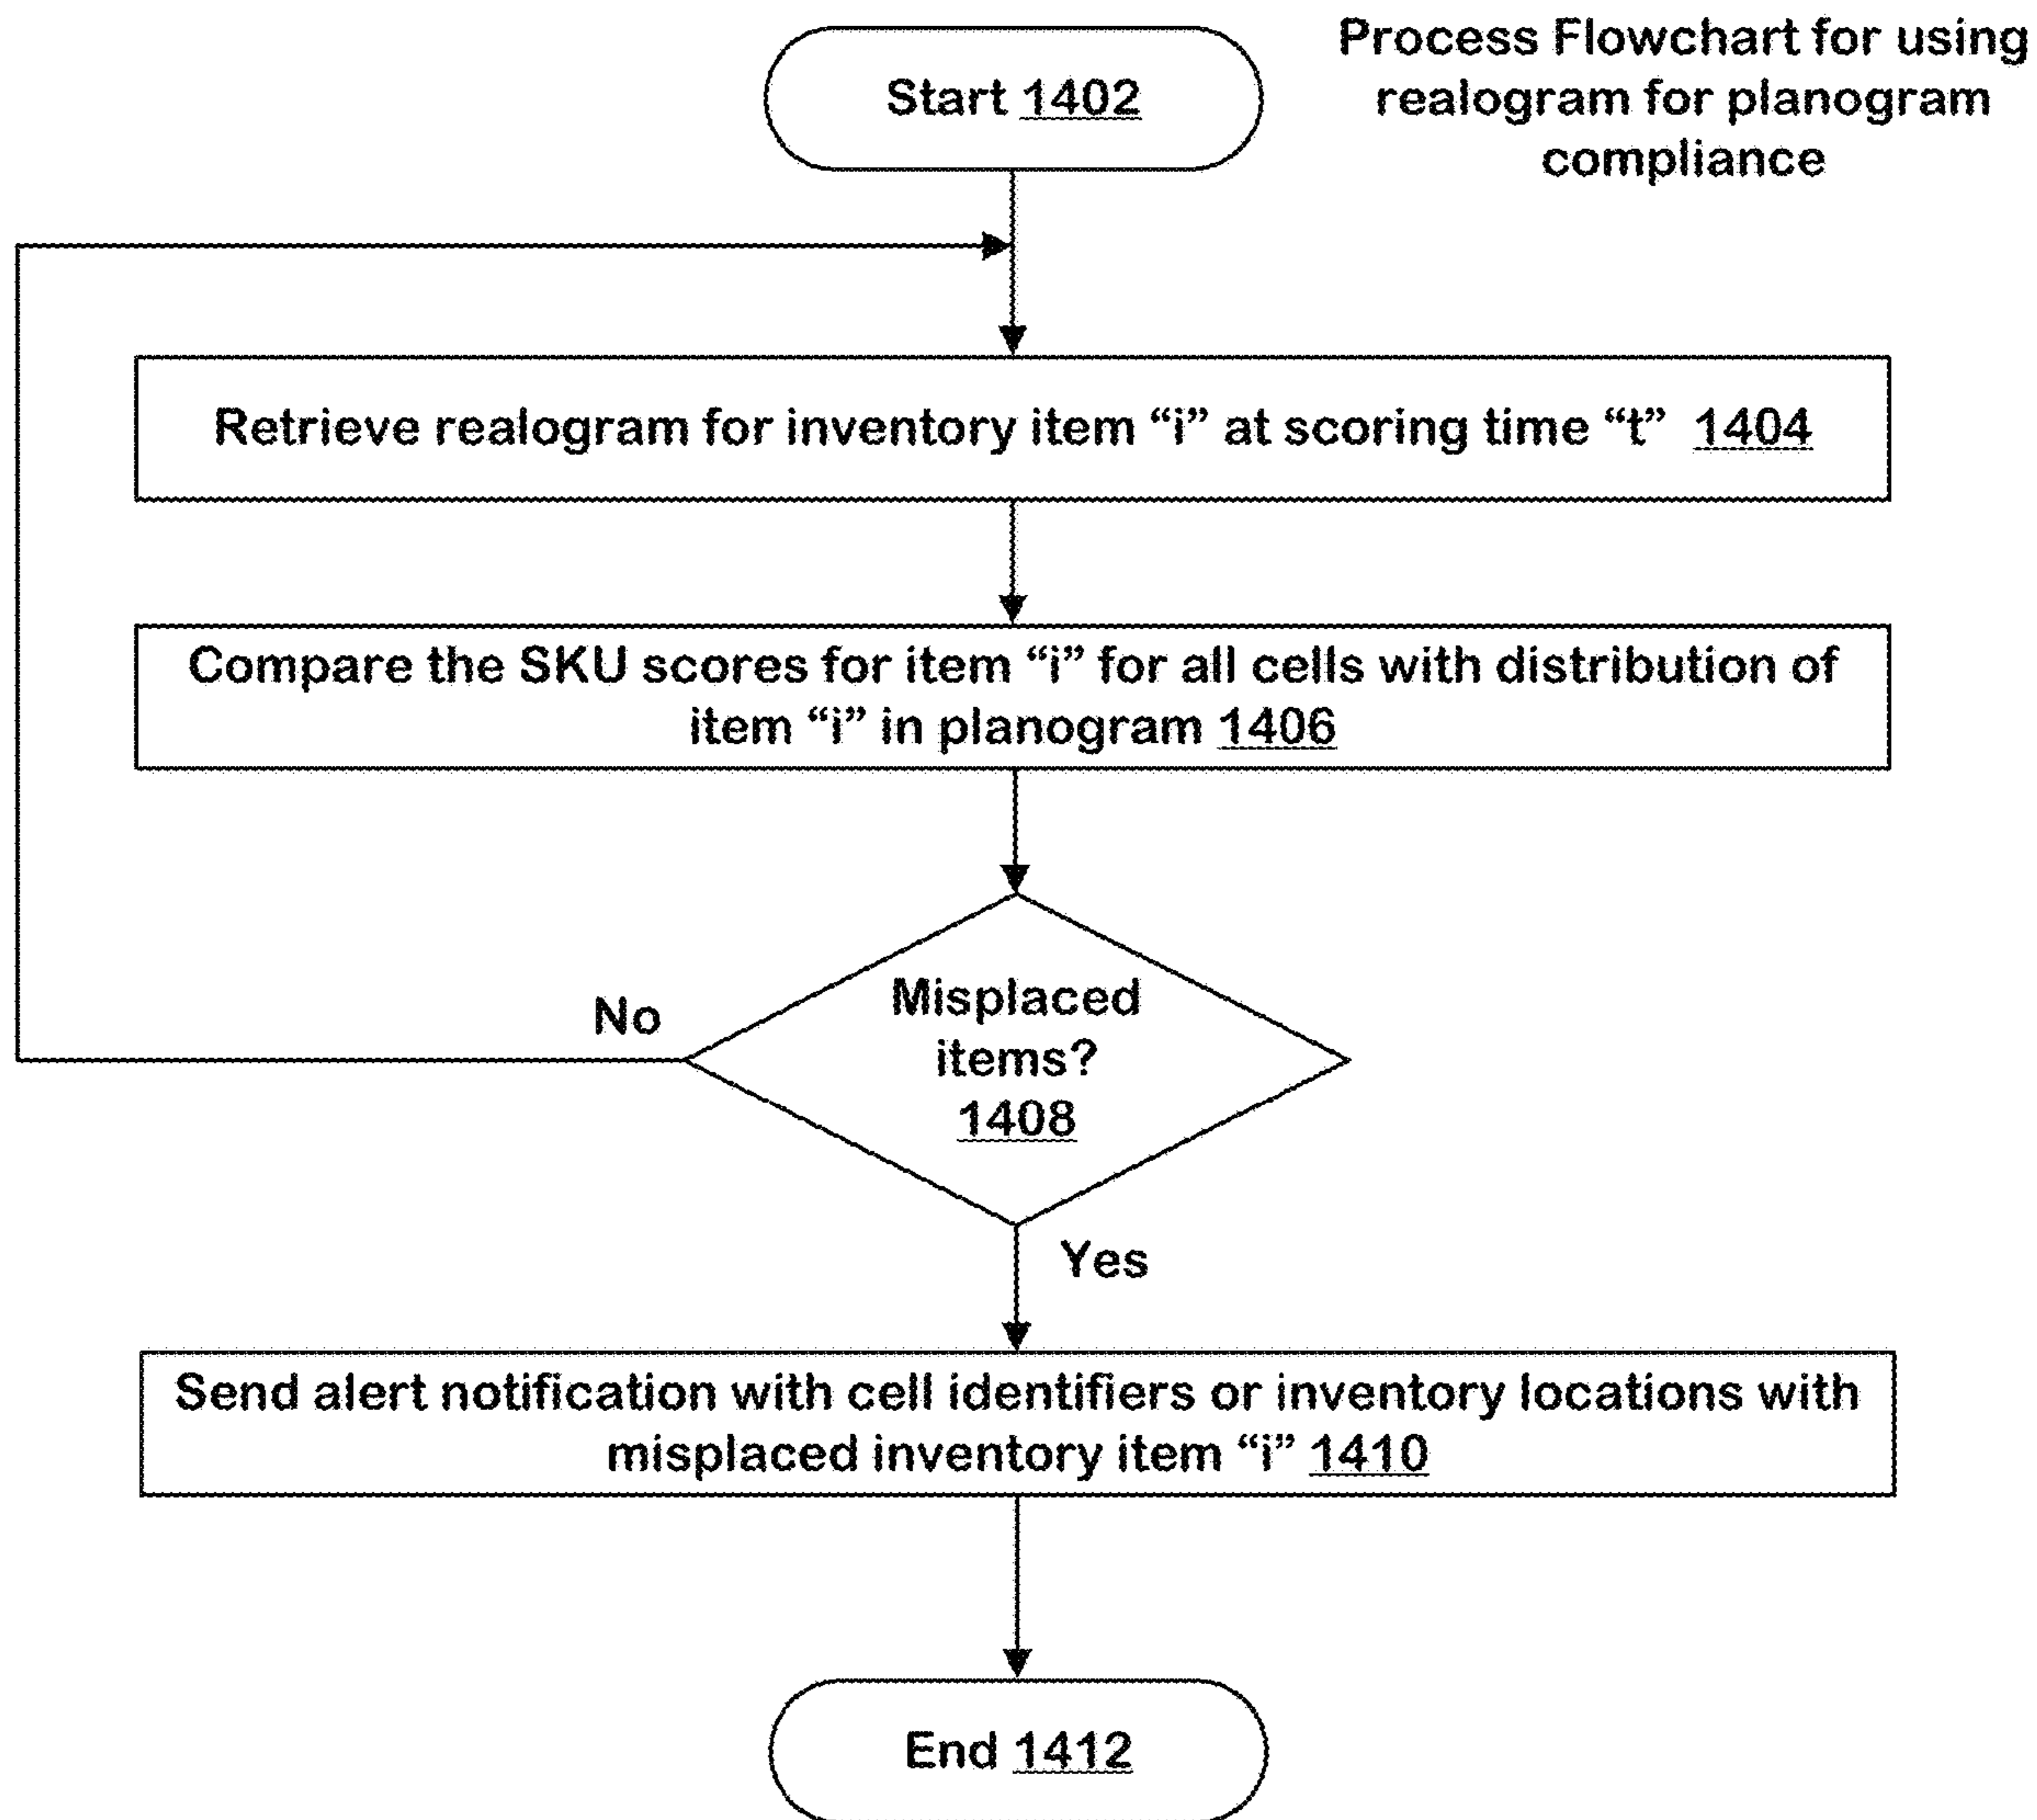 Start 1402
Process Flowchart for using
realogram for planogram
compliance
Retrieve realogram for inventory item “i” at scoring time “t” 1404
Compare the SKU scores for item “i” for all cells with distribution of
item “i” in planogram 1406
Misplaced
items?
1408
No
Yes
Send alert notification with cell identifiers or inventory locations with
misplaced inventory item “i” 1410
End 1412